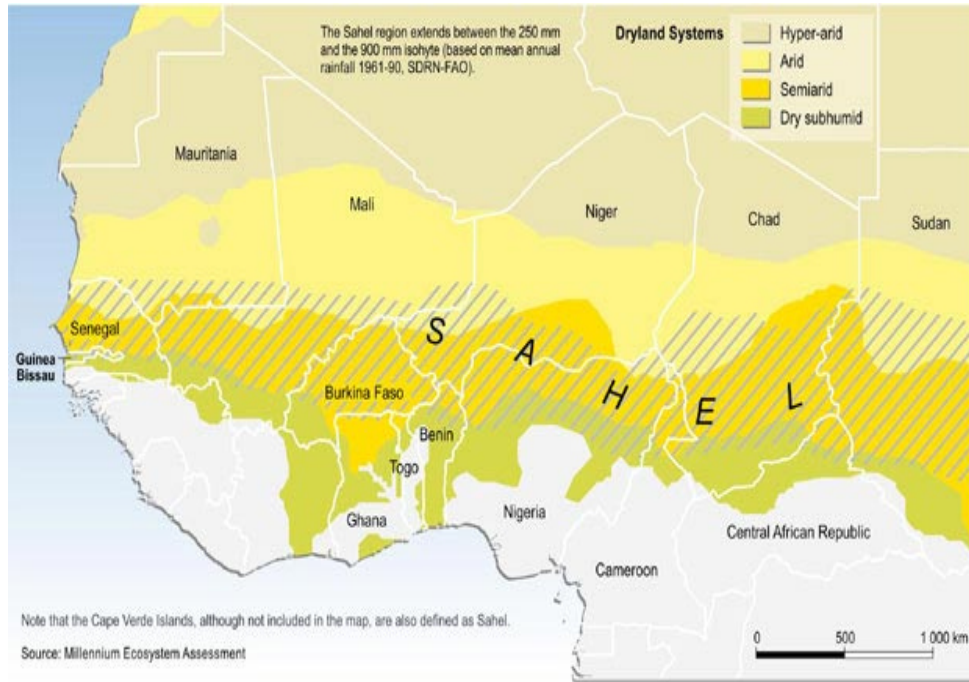 The Sahel region extends between the 250 mm
and the 900 mm isohyte (based on mean annual
rainfall 1961-90, SDRN-FAO).
Dryland Systems
Hyper-arid
Arid
Semiarid
Dry subhumid
Mauritania
Mali
Niger
Chad
Sudan
Senegal
Guinea
Bissau
Burkina Faso
Benin
Togo
Ghana
Nigeria
Cameroon
Central African Republic
S A H E L
Note that the Cape Verde Islands, although not included in the map, are also defined as Sahel.
Source: Millennium Ecosystem Assessment
0 500 1 000 km